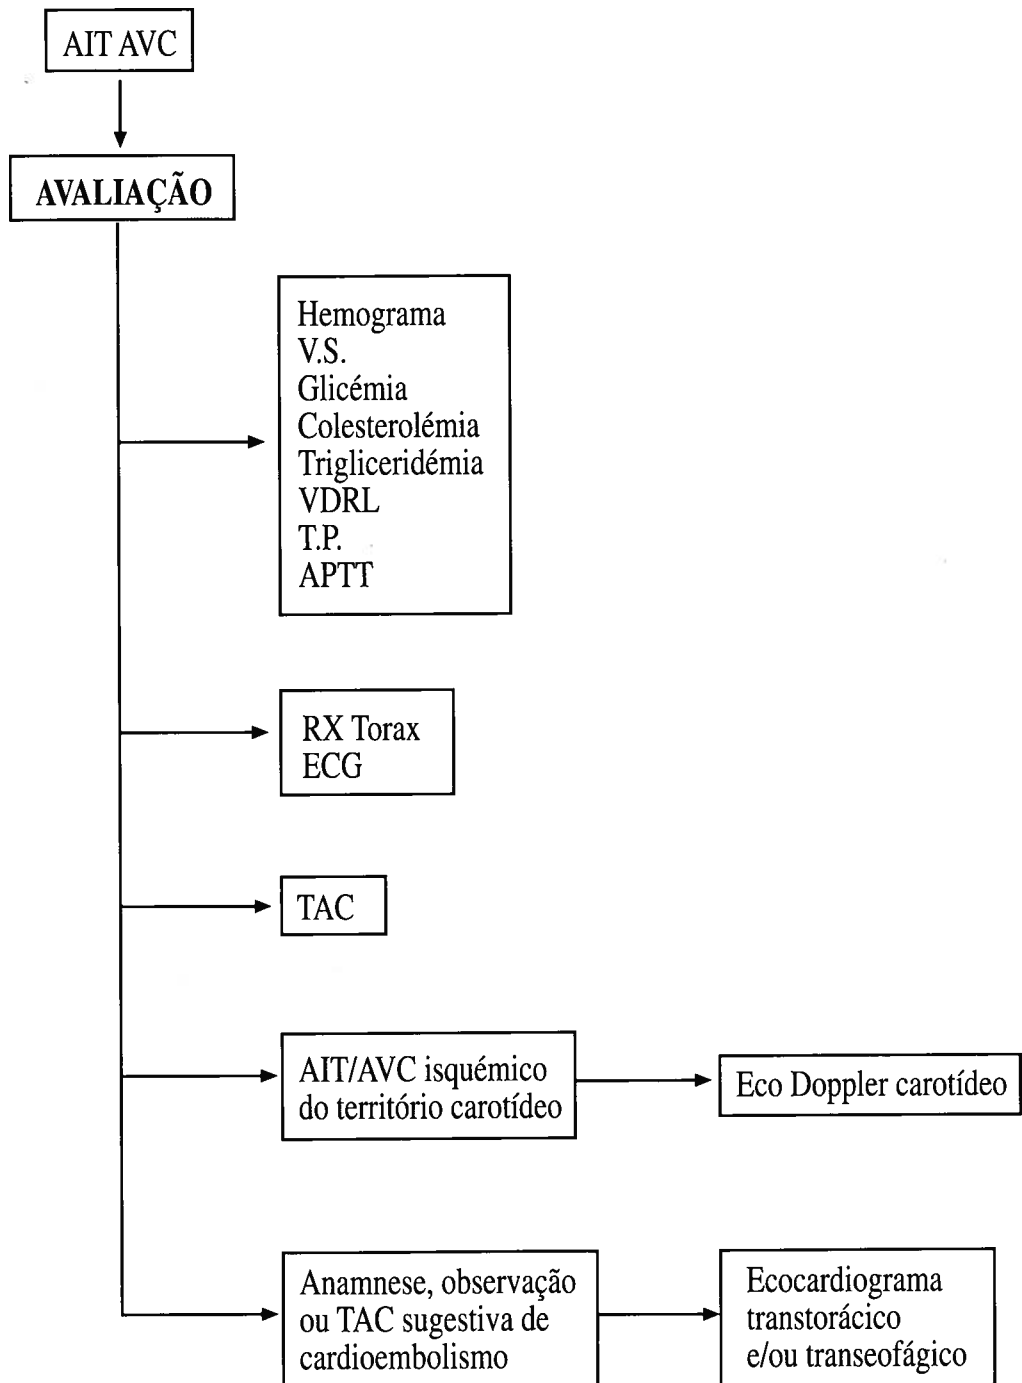 AIT AVC
AVALIAÇÃO
Hemograma
V.S.
Glicémia
Colesterolémia
Trigliceridémia
VDRL
T.P.
APTT
RX Torax
ECG
TAC
AIT/AVC isquémico
do território carotídeo
Eco Doppler carotídeo
Anamnese, observação
ou TAC sugestiva de
cardioembolismo
Ecocardiograma
transtorácico
e/ou transeofágico